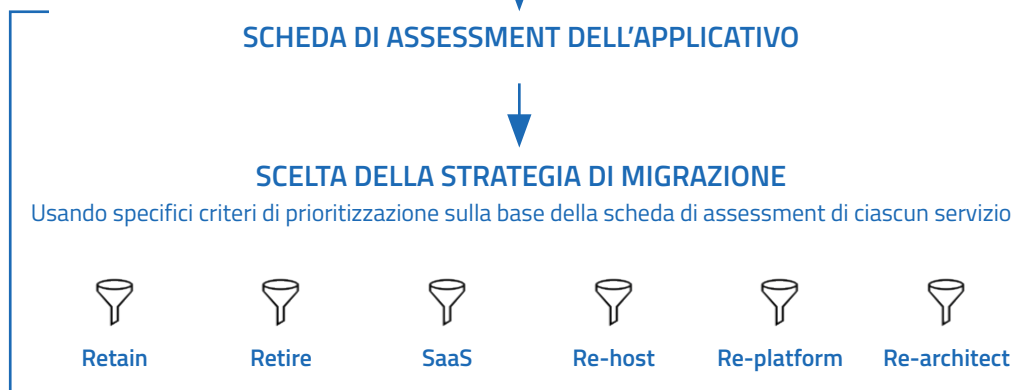 SCHEDA DI ASSESSMENT DELL’APPLICATIVO
SCELTA DELLA STRATEGIA DI MIGRAZIONE
Usando specifici criteri di prioritizzazione sulla base della scheda di assessment di ciascun servizio
Retain Retire SaaS Re-host Re-platform Re-architect